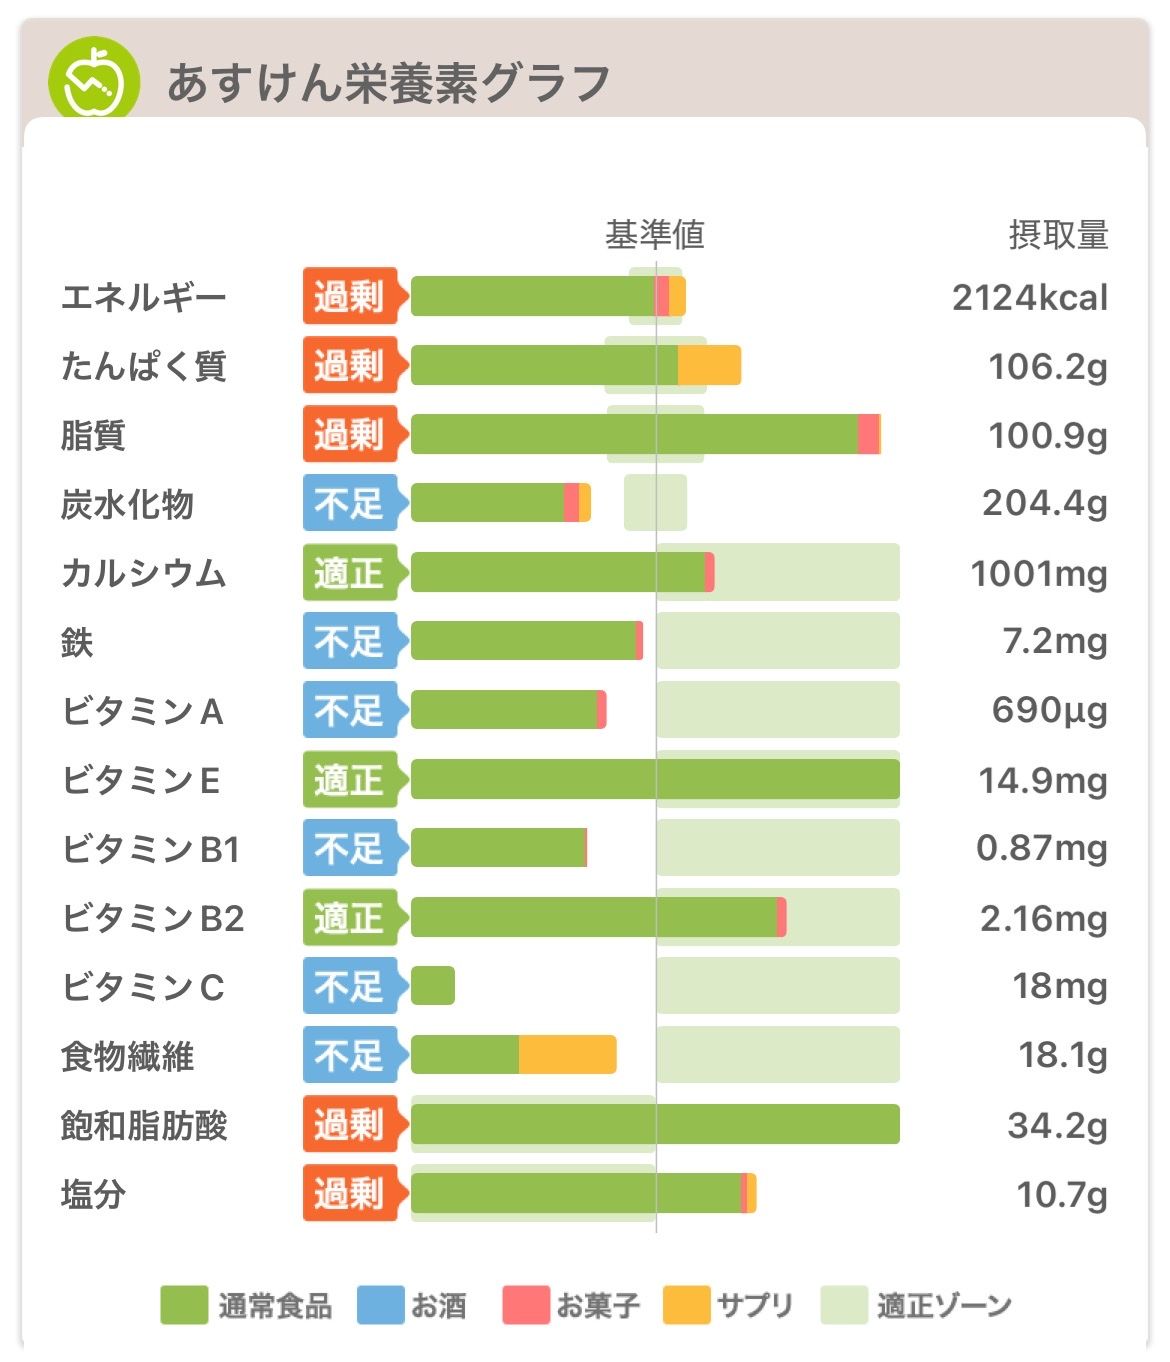 あすけん栄養素グラフ
基準値 摂取量
エネルギー 過剰 2124kcal
たんぱく質 過剰 106.2g
脂質 過剰 100.9g
炭水化物 不足 204.4g
カルシウム 適正 1001mg
鉄 不足 7.2mg
ビタミンA 不足 690μg
ビタミンE 適正 14.9mg
ビタミンB1 不足 0.87mg
ビタミンB2 適正 2.16mg
ビタミンC 不足 18mg
食物繊維 不足 18.1g
飽和脂肪酸 過剰 34.2g
塩分 過剰 10.7g
通常食品 お酒 お菓子 サプリ 適正ゾーン